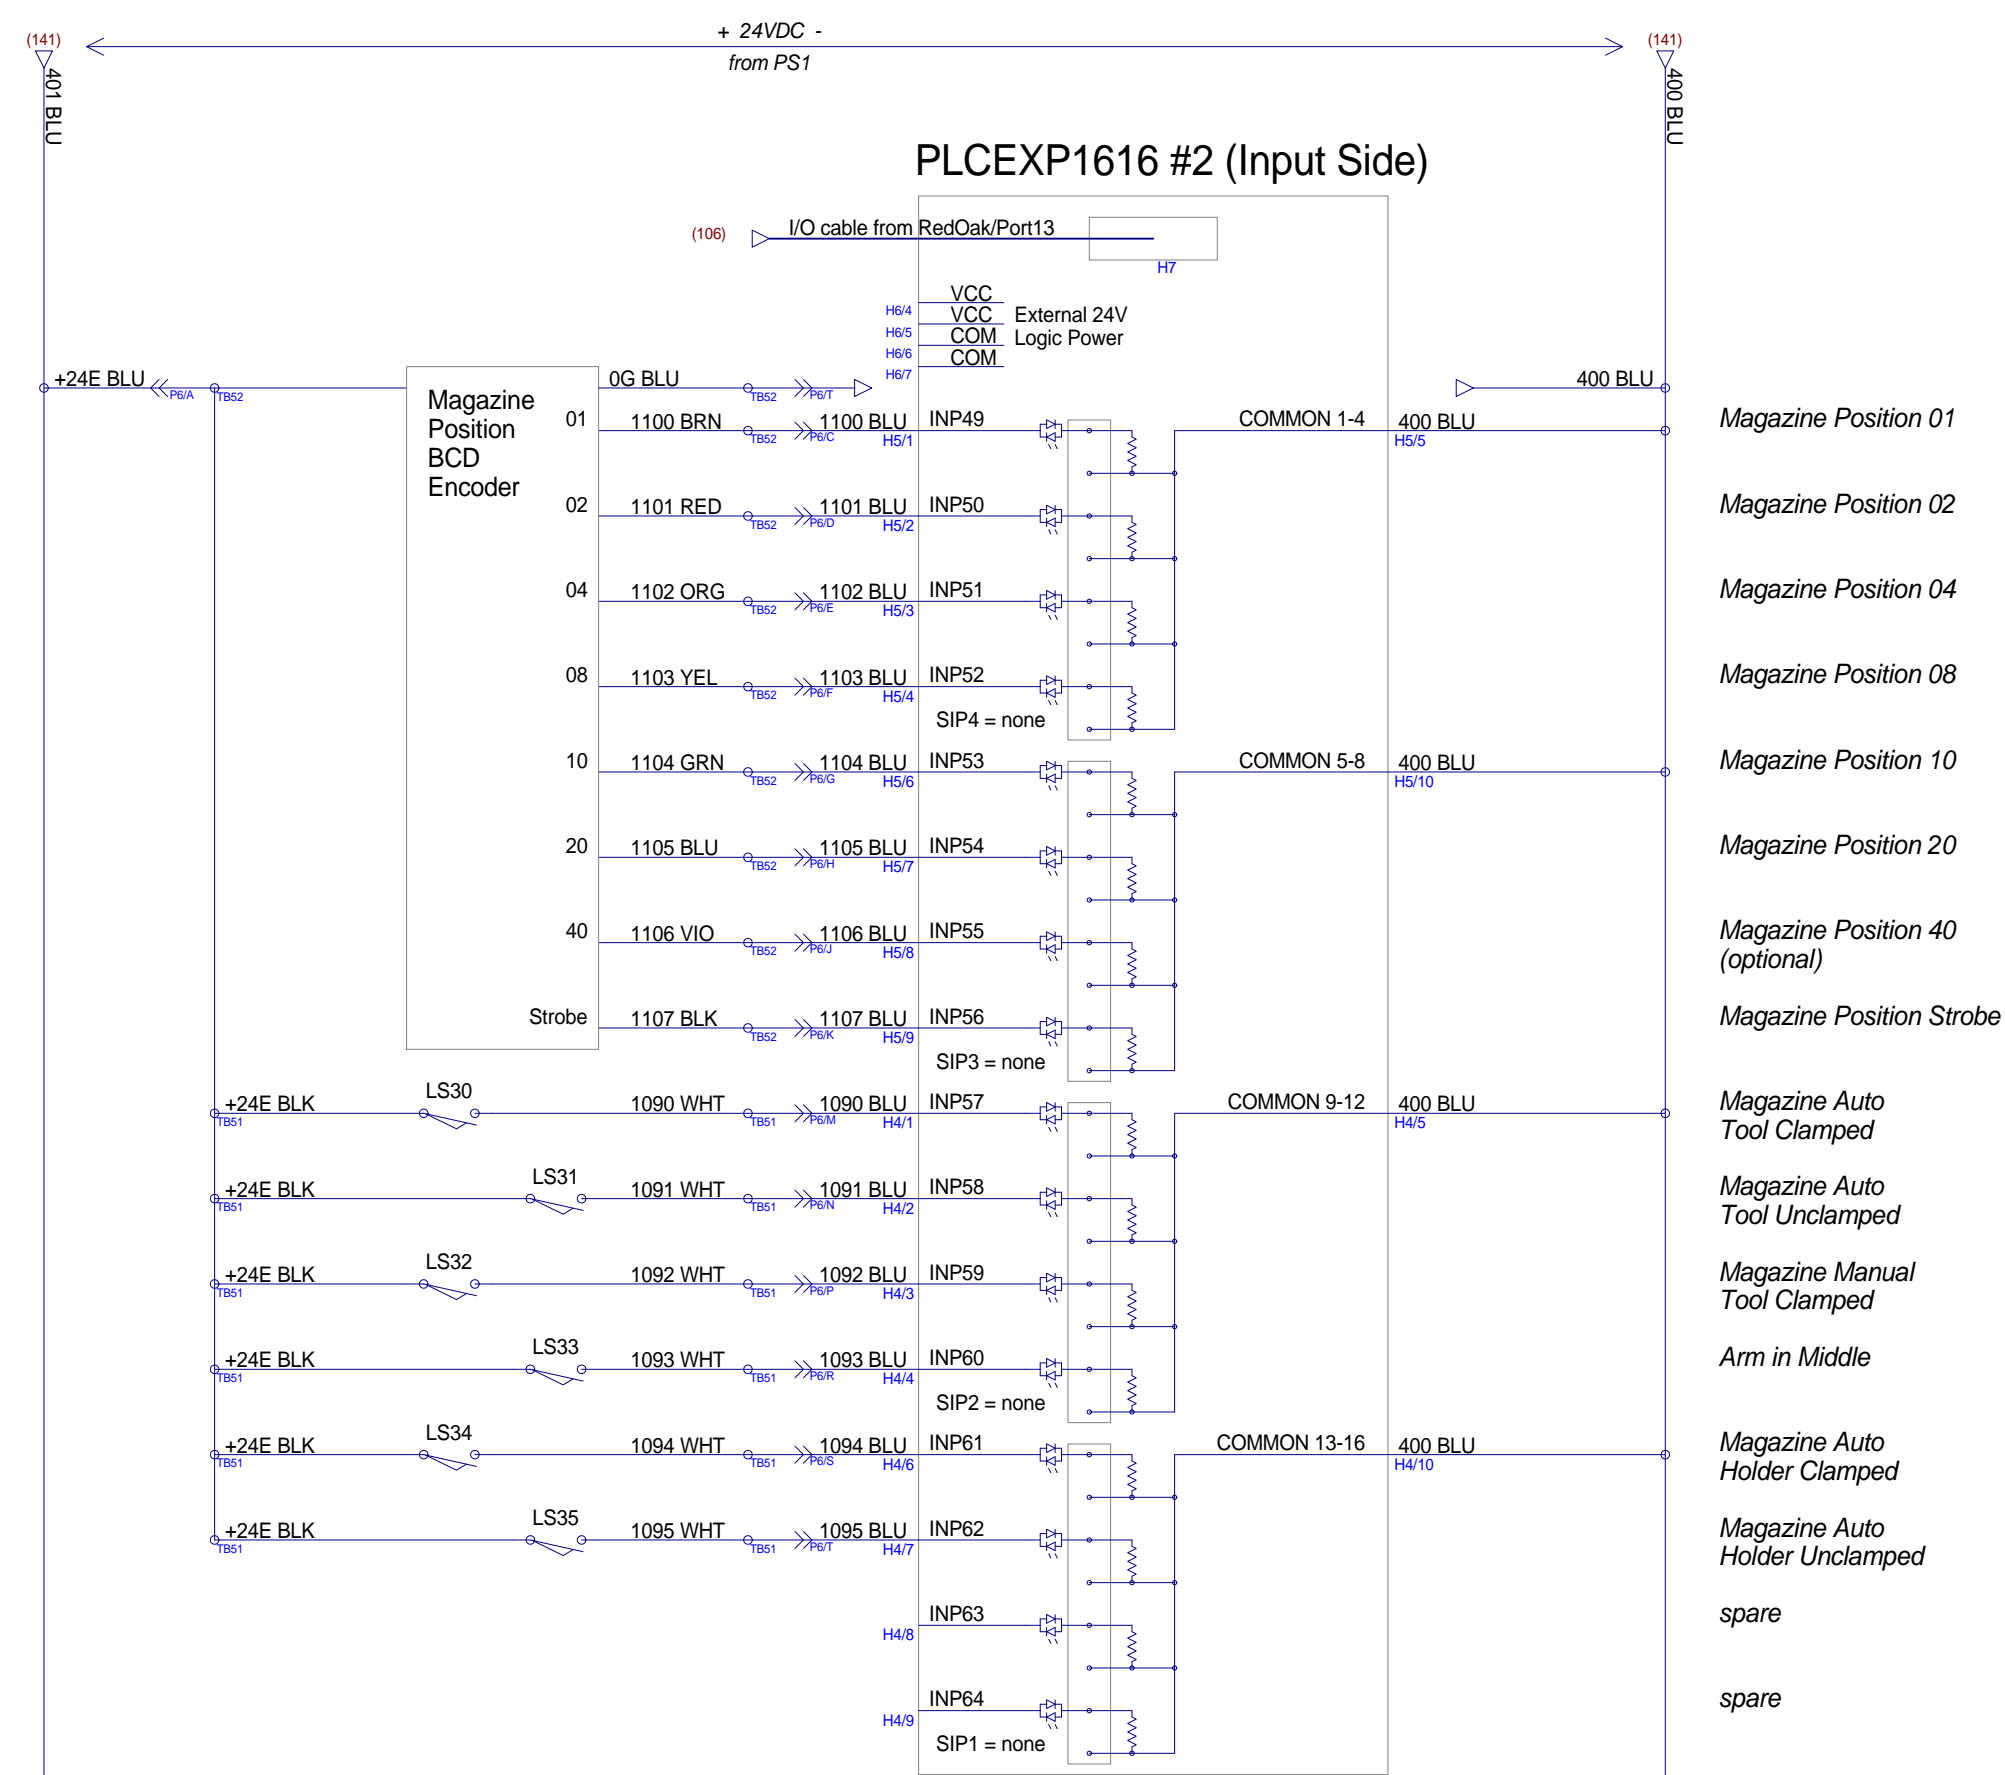 + 24VDC -
from PS1
(141)
(141)
401 BLU
400 BLU
PLCEXP1616 #2 (Input Side)
(106)
I/O cable from RedOak/Port13
H7
VCC
H6/4
VCC
External 24V
H6/5
COM
Logic Power
H6/6
COM
H6/7
+24E BLU
P6/A
TB52
Magazine
Position
BCD
Encoder
0G BLU
TB52
P6/T
400 BLU
01
1100 BRN
TB52
P6/C
1100 BLU
H5/1
INP49
COMMON 1-4
400 BLU
H5/5
Magazine Position 01
02
1101 RED
TB52
P6/D
1101 BLU
H5/2
INP50
Magazine Position 02
04
1102 ORG
TB52
P6/E
1102 BLU
H5/3
INP51
Magazine Position 04
08
1103 YEL
TB52
P6/F
1103 BLU
H5/4
INP52
Magazine Position 08
SIP4 = none
10
1104 GRN
TB52
P6/G
1104 BLU
H5/6
INP53
COMMON 5-8
400 BLU
H5/10
Magazine Position 10
20
1105 BLU
TB52
P6/H
1105 BLU
H5/7
INP54
Magazine Position 20
40
1106 VIO
TB52
P6/J
1106 BLU
H5/8
INP55
Magazine Position 40
(optional)
Strobe
1107 BLK
TB52
P6/K
1107 BLU
H5/9
INP56
Magazine Position Strobe
SIP3 = none
+24E BLK
TB51
LS30
1090 WHT
TB51
P6/M
1090 BLU
H4/1
INP57
COMMON 9-12
400 BLU
H4/5
Magazine Auto
Tool Clamped
+24E BLK
TB51
LS31
1091 WHT
TB51
P6/N
1091 BLU
H4/2
INP58
Magazine Auto
Tool Unclamped
+24E BLK
TB51
LS32
1092 WHT
TB51
P6/P
1092 BLU
H4/3
INP59
Magazine Manual
Tool Clamped
+24E BLK
TB51
LS33
1093 WHT
TB51
P6/R
1093 BLU
H4/4
INP60
Arm in Middle
SIP2 = none
+24E BLK
TB51
LS34
1094 WHT
TB51
P6/S
1094 BLU
H4/6
INP61
COMMON 13-16
400 BLU
H4/10
Magazine Auto
Holder Clamped
+24E BLK
TB51
LS35
1095 WHT
TB51
P6/T
1095 BLU
H4/7
INP62
Magazine Auto
Holder Unclamped
H4/8
INP63
spare
H4/9
INP64
spare
SIP1 = none